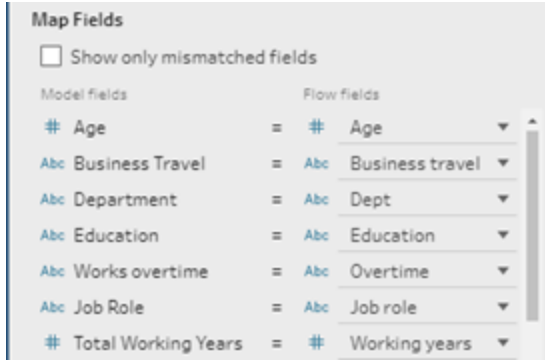 Map Fields
Show only mismatched fields
Model fields Flow fields
# Age = # Age
Abc Business Travel = Abc Business travel
Abc Department = Abc Dept
Abc Education = Abc Education
Abc Works overtime = Abc Overtime
Abc Job Role = Abc Job role
# Total Working Years = # Working years